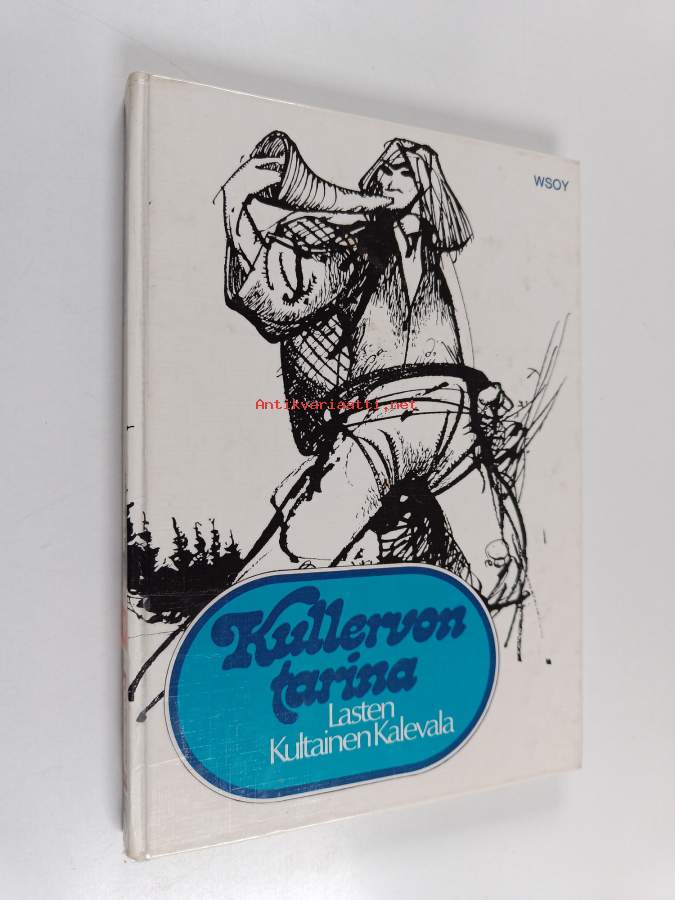 WSOY
Antikvariaatti.net
Kullervon
tarina
Lasten
Kultainen Kalevala